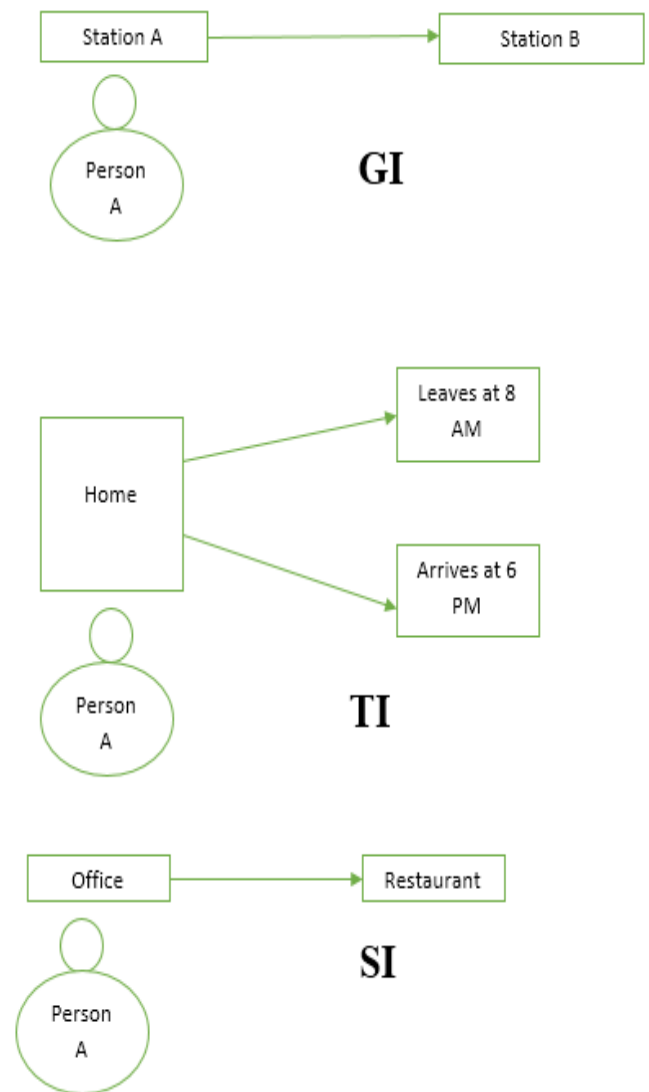 Station A
Station B
Person
A
GI
Leaves at 8
AM
Home
Arrives at 6
PM
Person
A
TI
Office
Restaurant
Person
A
SI